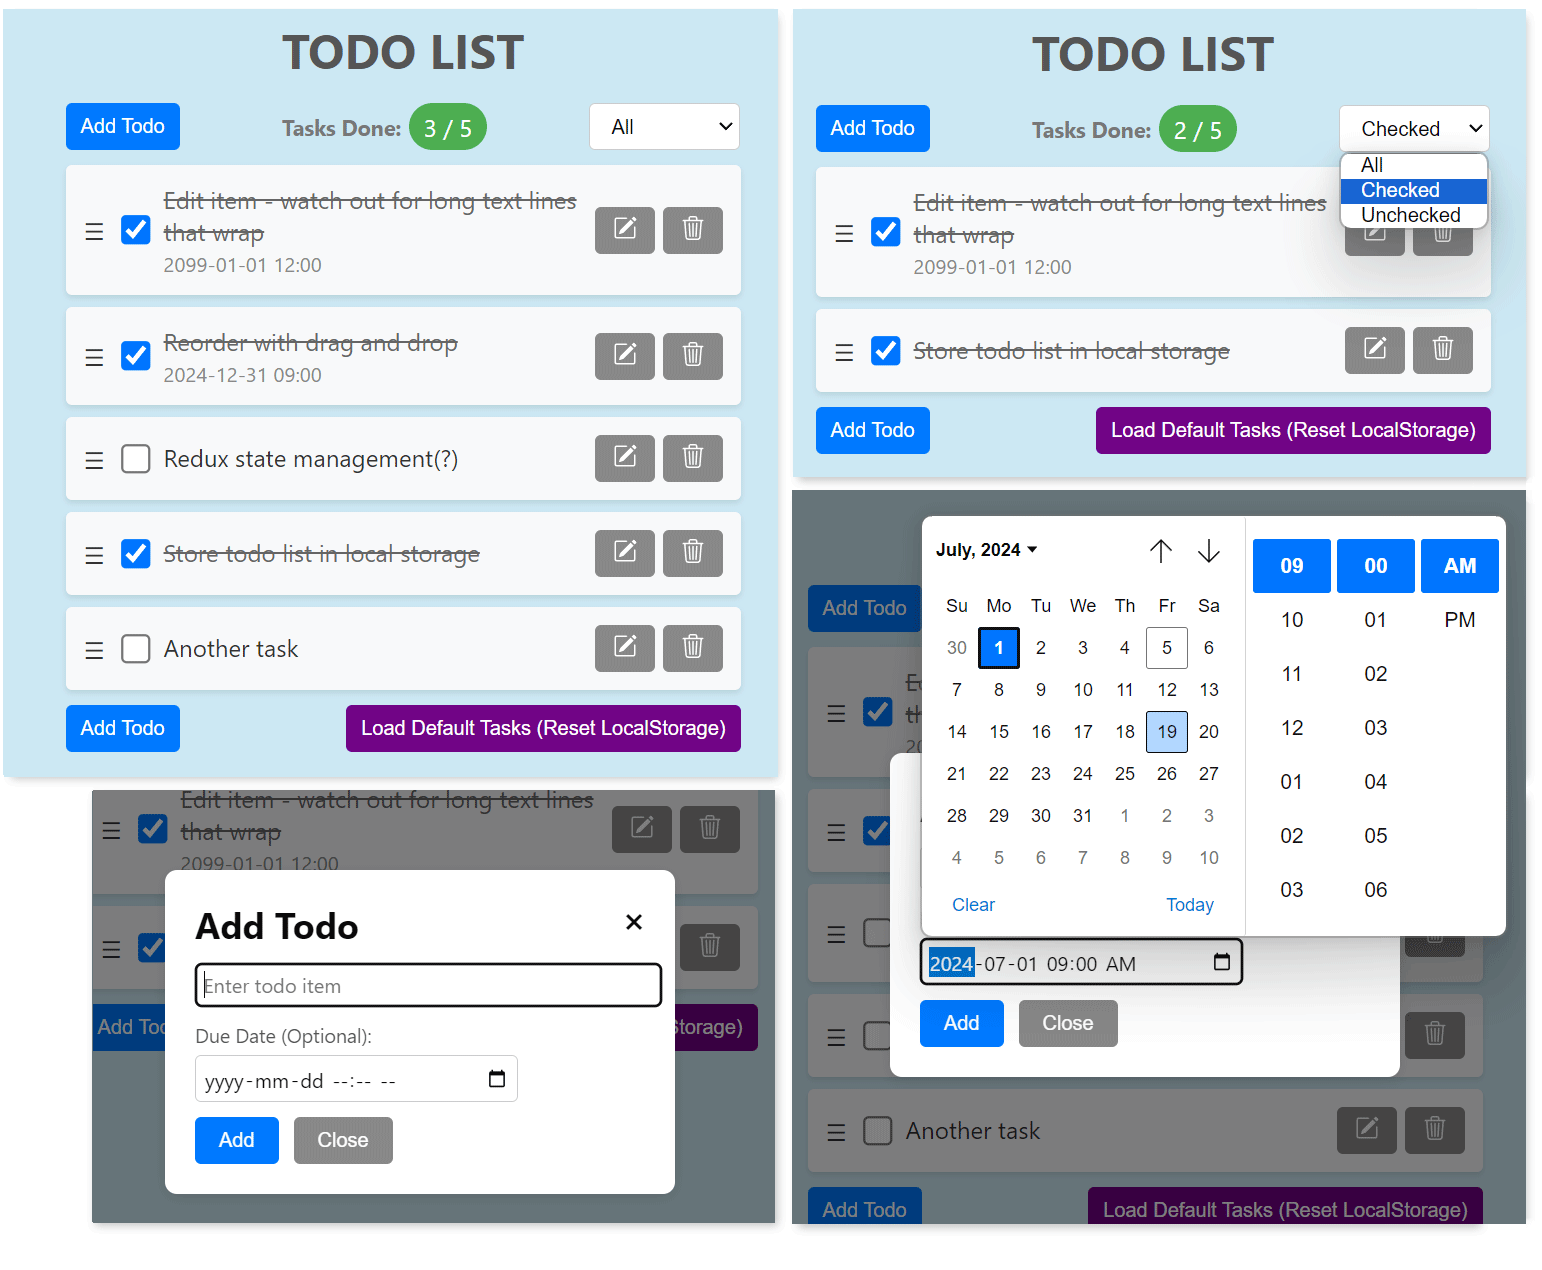 TODO LIST
Add Todo
Tasks Done: 3 / 5
All
Edit item - watch out for long text lines
that wrap
2099-01-01 12:00
Reorder with drag and drop
2024-12-31 09:00
Redux state management(?)
Store todo list in local storage
Another task
Add Todo
Load Default Tasks (Reset LocalStorage)
TODO LIST
Add Todo
Tasks Done: 2 / 5
Checked
All
Checked
Unchecked
Edit item - watch out for long text lines
that wrap
2099-01-01 12:00
Store todo list in local storage
Add Todo
Load Default Tasks (Reset LocalStorage)
Edit item - watch out for long text lines
that wrap
2099-01-01 12:00
Add Todo
×
Enter todo item
Due Date (Optional):
yyyy-mm-dd --:-- --
Add
Close
Storage)
Add Todo
July, 2024
Su Mo Tu We Th Fr Sa
30 1 2 3 4 5 6
7 8 9 10 11 12 13
14 15 16 17 18 19 20
21 22 23 24 25 26 27
28 29 30 31 1 2 3
4 5 6 7 8 9 10
Clear
Today
09 00 AM
10 01 PM
11 02
12 03
01 04
02 05
03 06
2024-07-01 09:00 AM
Add
Close
Another task
Add Todo
Load Default Tasks (Reset LocalStorage)